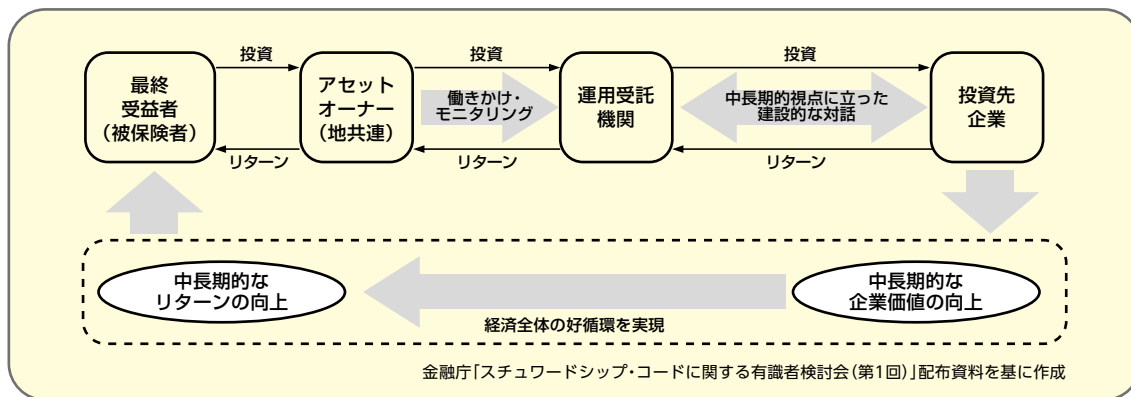 投資
投資
投資
最終
受益者
（被保険者）
アセット
オーナー
（地共連）
働きかけ・
モニタリング
運用受託
機関
中長期的視点に立った
建設的な対話
投資先
企業
リターン
リターン
リターン
中長期的な
リターンの向上
中長期的な
企業価値の向上
経済全体の好循環を実現
金融庁「スチュワードシップ・コードに関する有識者検討会（第1回）」配布資料を基に作成